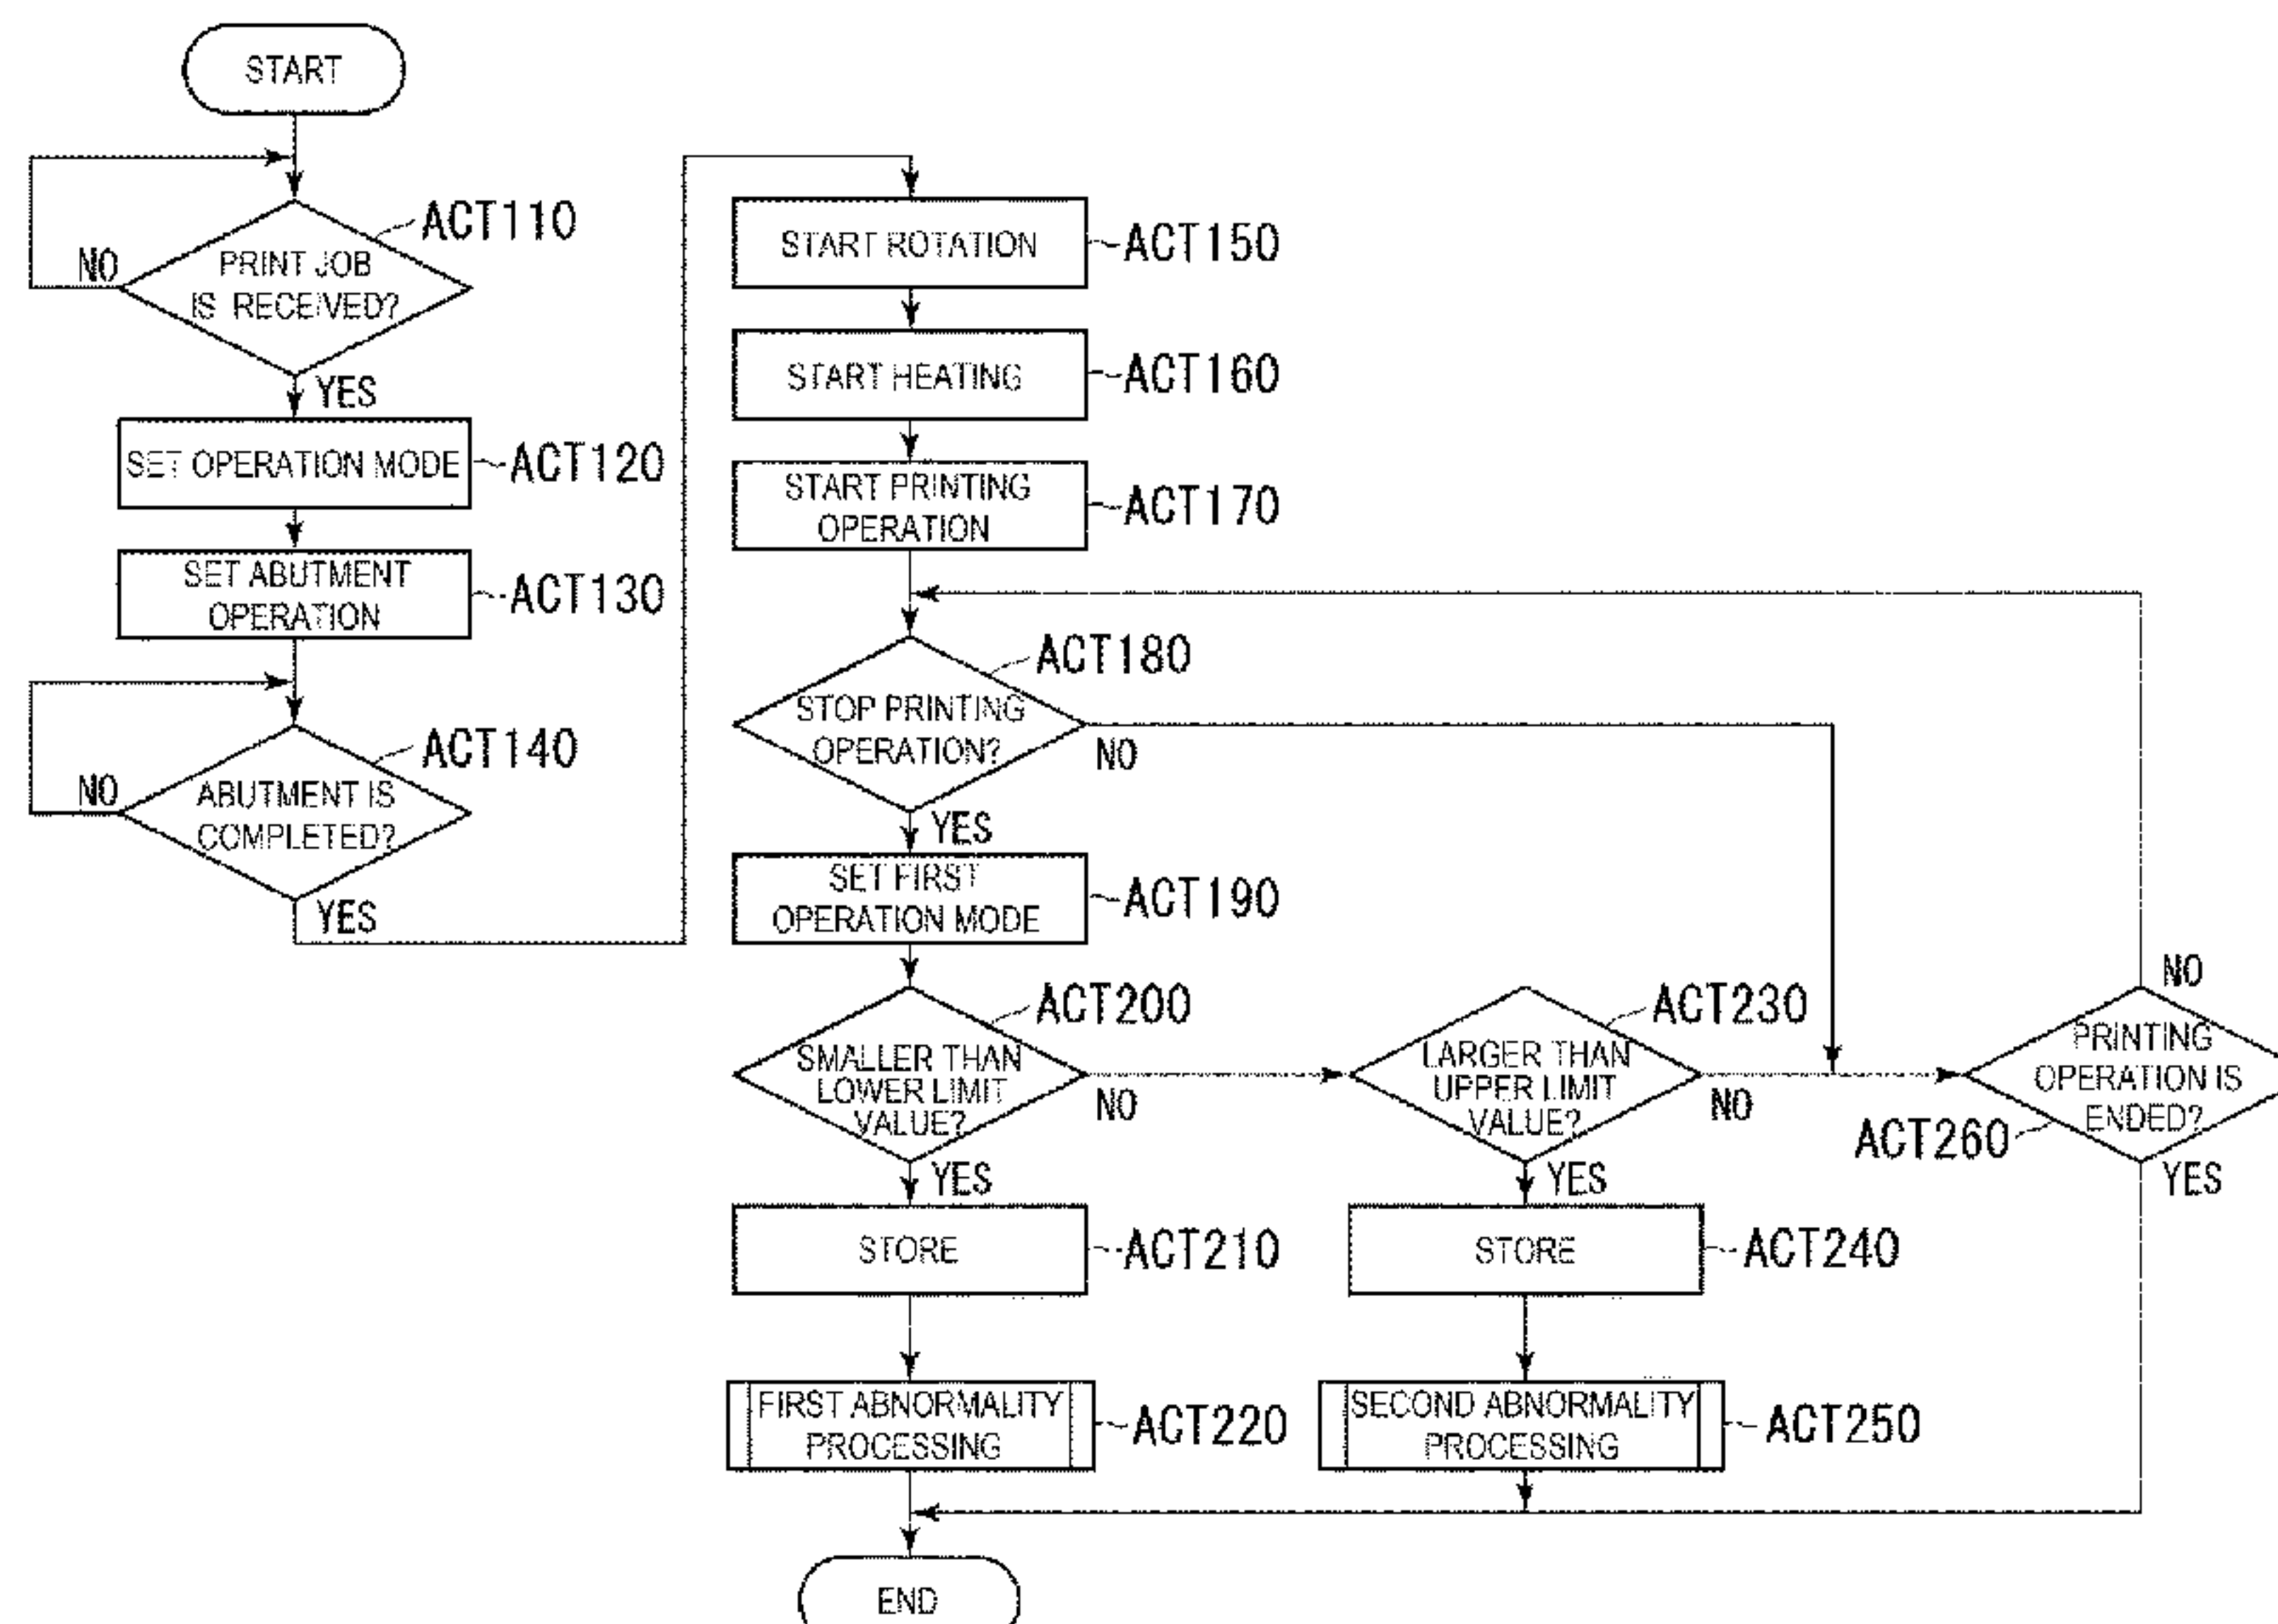 START
ACT110
NO
PRINT JOB
IS RECEIVED?
YES
SET OPERATION MODE
ACT120
SET ABUTMENT
OPERATION
ACT130
ACT140
NO
ABUTMENT IS
COMPLETED?
YES
START ROTATION
ACT150
START HEATING
ACT160
START PRINTING
OPERATION
ACT170
ACT180
STOP PRINTING
OPERATION?
NO
YES
SET FIRST
OPERATION MODE
ACT190
ACT200
SMALLER THAN
LOWER LIMIT
VALUE?
NO
YES
STORE
ACT210
FIRST ABNORMALITY
PROCESSING
ACT220
ACT230
LARGER THAN
UPPER LIMIT
VALUE?
NO
YES
STORE
ACT240
SECOND ABNORMALITY
PROCESSING
ACT250
NO
PRINTING
OPERATION IS
ENDED?
ACT260
YES
END